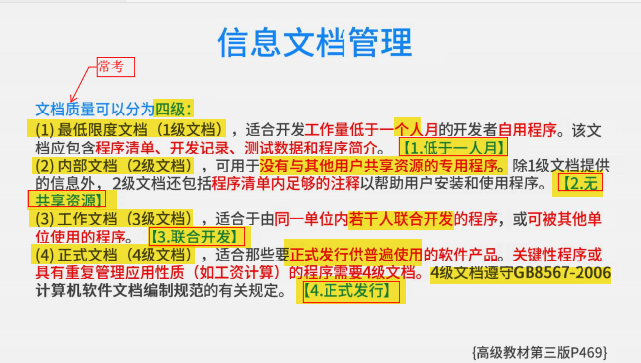 信息文档管理
常考
文档质量可以分为四级：
(1) 最低限度文档（1级文档），适合开发工作量低于一个人月的开发者自用程序。该文
档应包含程序清单、开发记录、测试数据和程序简介。【1.低于一人月】
(2) 内部文档（2级文档），可用于没有与其他用户共享资源的专用程序。除1级文档提供
的信息外，2级文档还包括程序清单内足够的注释以帮助用户安装和使用程序。【2.无
共享资源】
(3) 工作文档（3级文档），适合于由同一单位内若干人联合开发的程序，或可被其他单
位使用的程序。【3.联合开发】
(4) 正式文档（4级文档），适合那些要正式发行供普遍使用的软件产品。关键性程序或
具有重复管理应用性质（如工资计算）的程序需要4级文档。4级文档遵守GB8567-2006
计算机软件文档编制规范的有关规定。【4.正式发行】
{高级教材第三版P469}